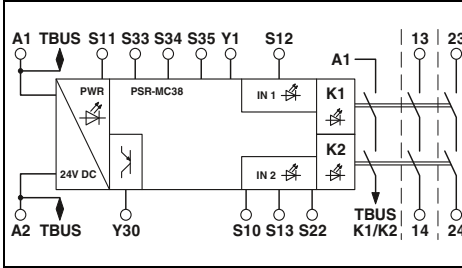 A1 TBUS S11 S33 S34 S35 Y1 S12 13 23
A1
PWR PSR-MC38 IN 1 K1
K2
24V DC IN 2
TBUS
A2 TBUS Y30 S10 S13 S22 K1/K2 14 24